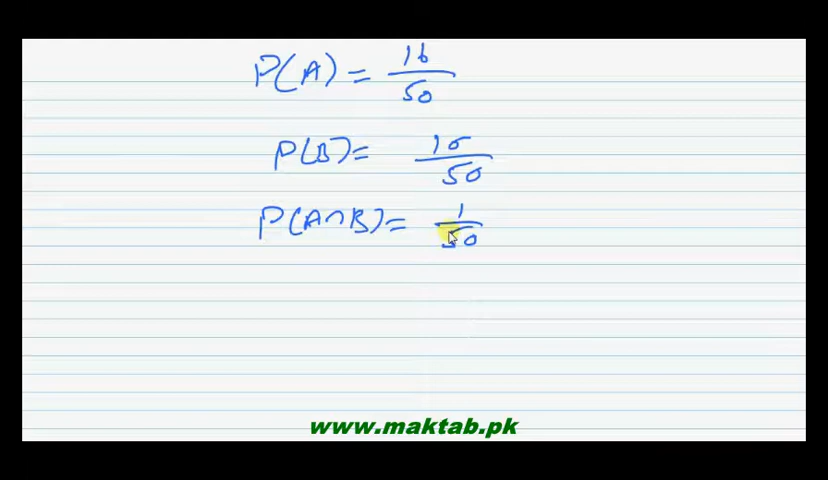 P(A) = 16/50
P(B) = 15/50
P(A∩B) = 1/50
www.maktab.pk